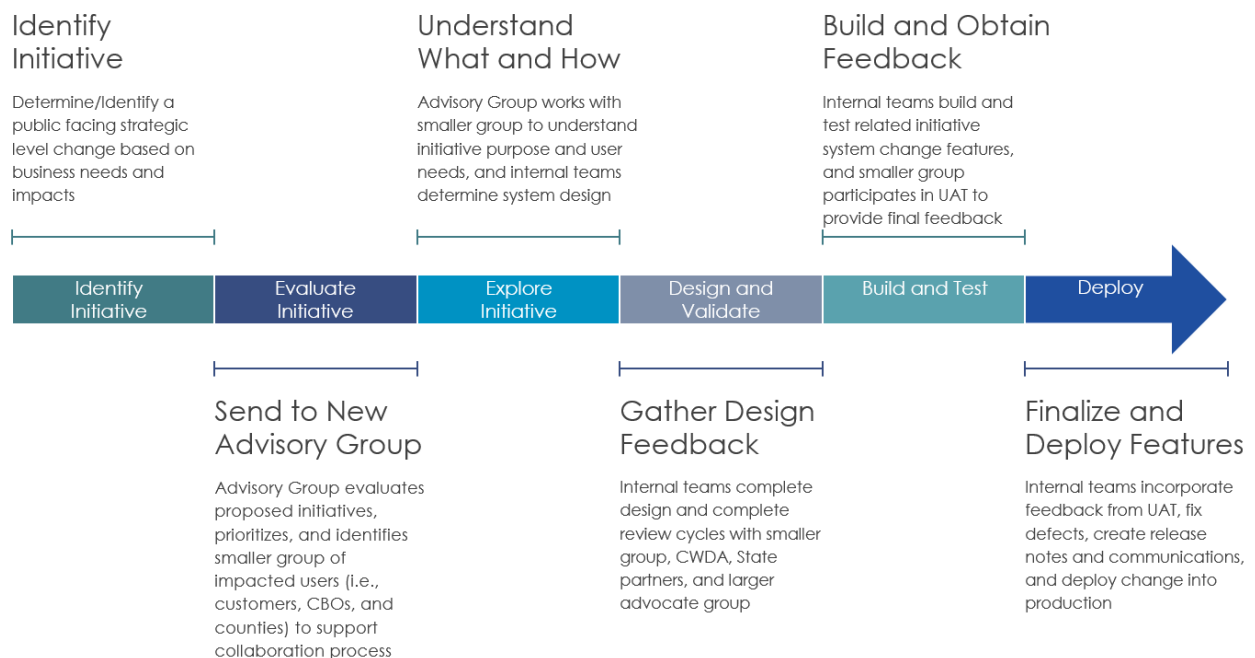 Identify
Initiative
Determine/Identify a
public facing strategic
level change based on
business needs and
impacts
Understand
What and How
Advisory Group works with
smaller group to understand
initiative purpose and user
needs, and internal teams
determine system design
Build and Obtain
Feedback
Internal teams build and
test related initiative
system change features,
and smaller group
participates in UAT to
provide final feedback
Identify
Initiative
Evaluate
Initiative
Explore
Initiative
Design and
Validate
Build and Test
Deploy
Send to New
Advisory Group
Advisory Group evaluates
proposed initiatives,
prioritizes, and identifies
smaller group of
impacted users (i.e.,
customers, CBOs, and
counties) to support
collaboration process
Gather Design
Feedback
Internal teams complete
design and complete
review cycles with smaller
group, CWDA, State
partners, and larger
advocate group
Finalize and
Deploy Features
Internal teams incorporate
feedback from UAT, fix
defects, create release
notes and communications,
and deploy change into
production